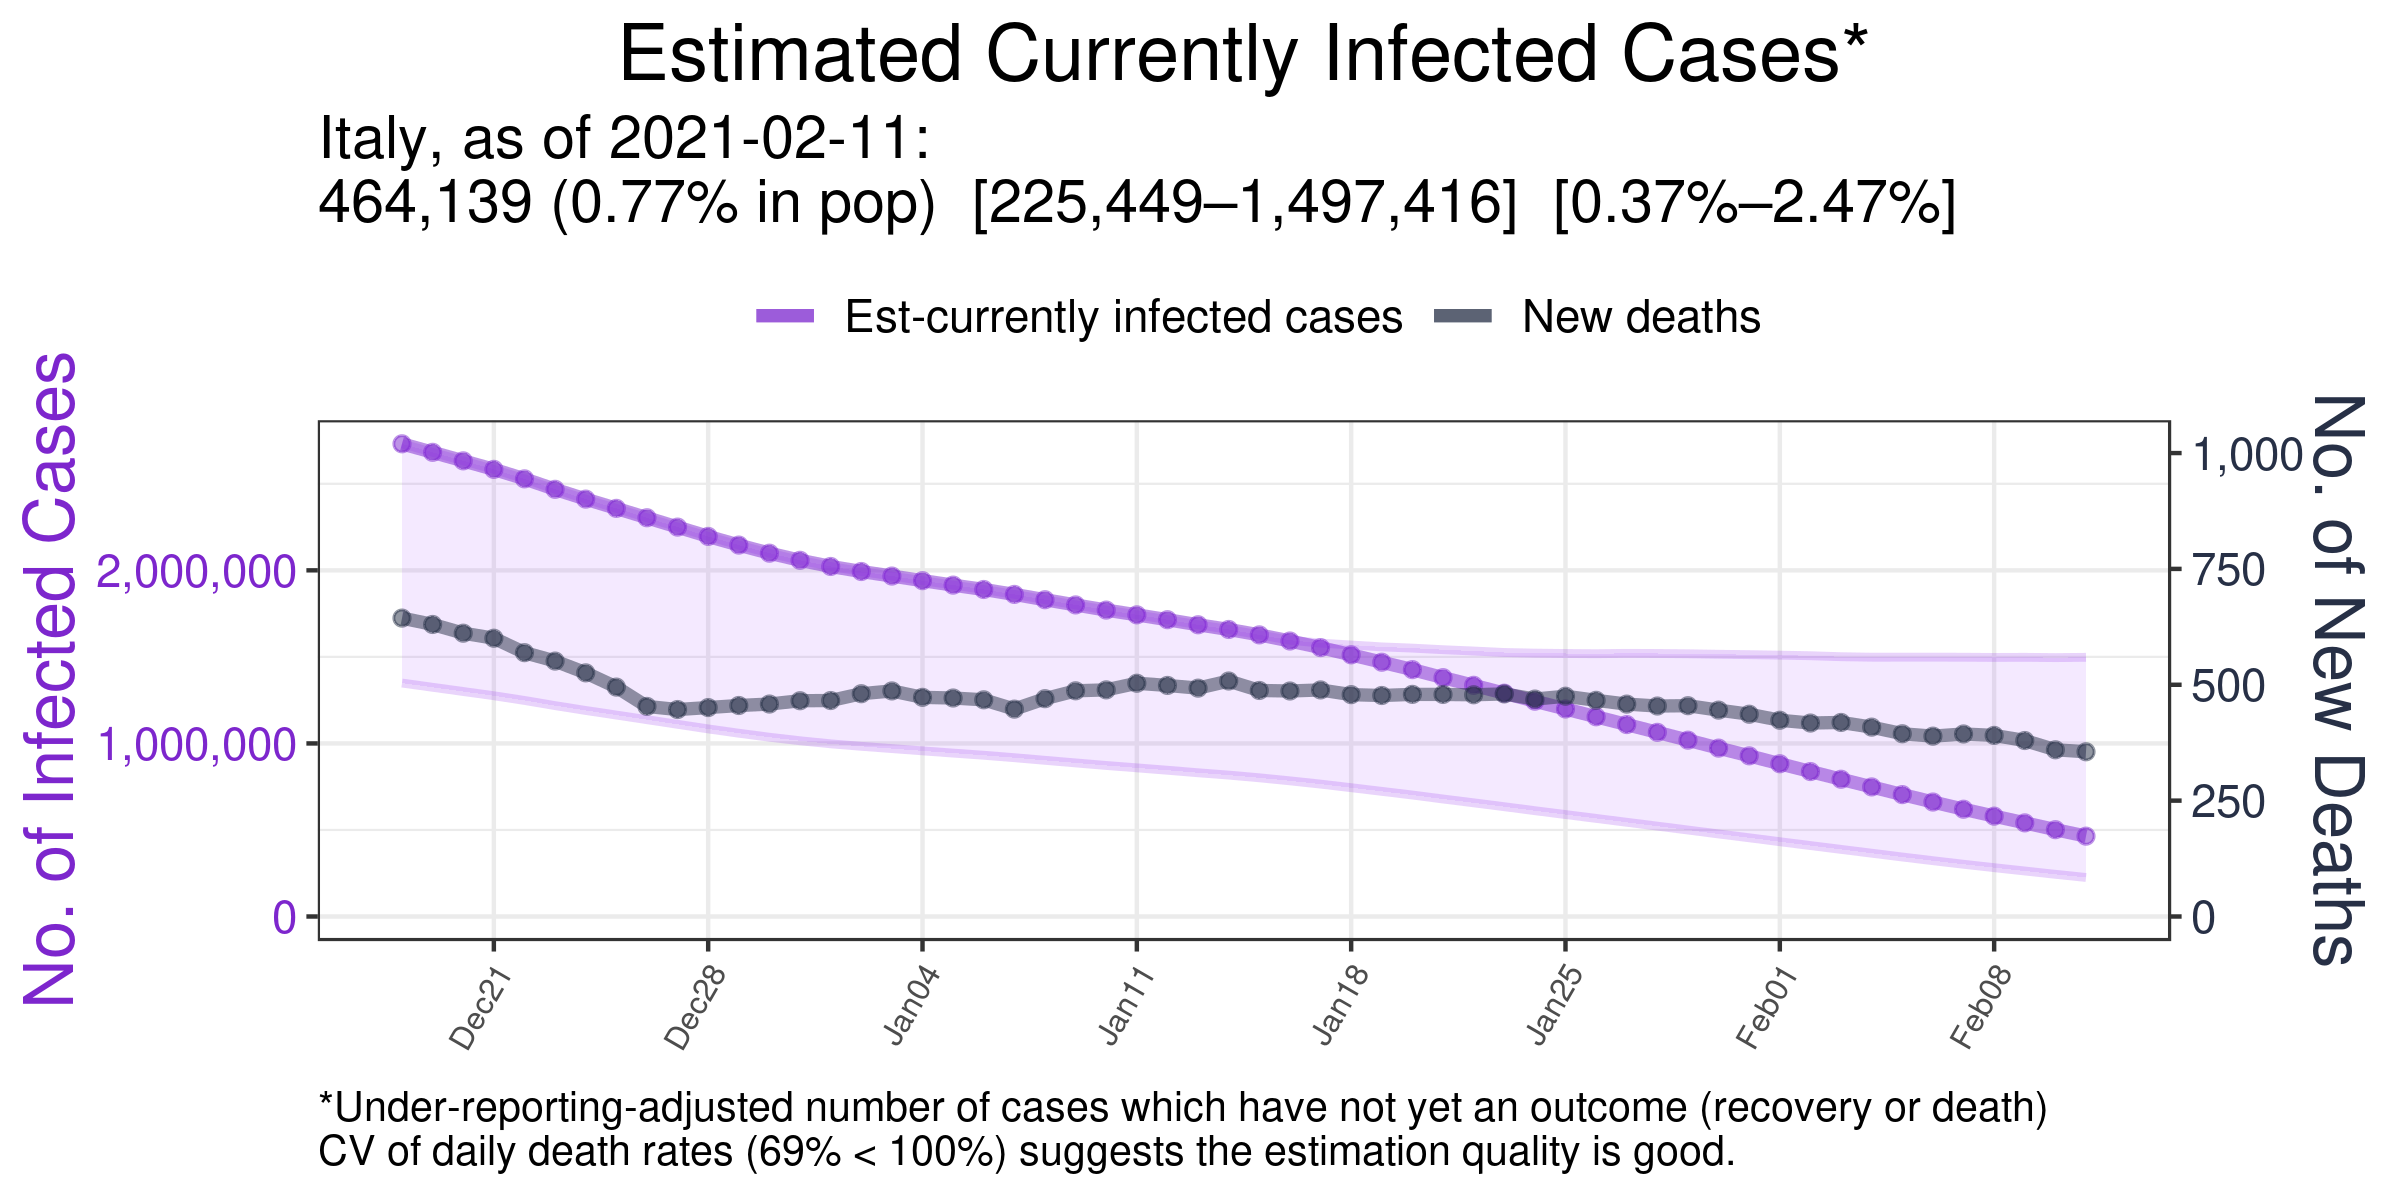 Estimated Currently Infected Cases*
Italy, as of 2021-02-11:
464,139 (0.77% in pop)  [225,449–1,497,416]  [0.37%–2.47%]
Est-currently infected cases
New deaths
No. of Infected Cases
2,000,000
1,000,000
0
1,000
750
500
250
0
No. of New Deaths
Dec21
Dec28
Jan04
Jan11
Jan18
Jan25
Feb01
Feb08
*Under-reporting-adjusted number of cases which have not yet an outcome (recovery or death)
CV of daily death rates (69% < 100%) suggests the estimation quality is good.